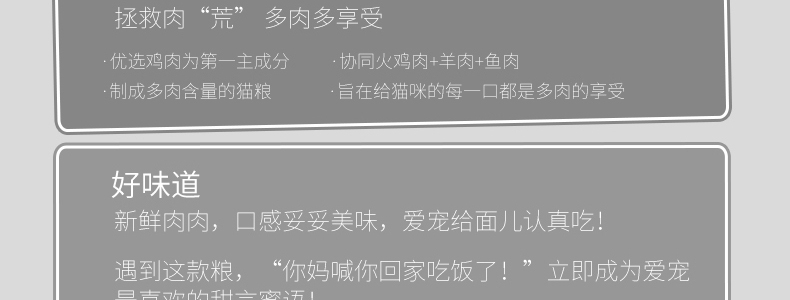 拯救肉“荒” 多肉多享受
·优选鸡肉为第一主成分 ·协同火鸡肉+羊肉+鱼肉
·制成多肉含量的猫粮 ·旨在给猫咪的每一口都是多肉的享受
好味道
新鲜肉肉，口感妥妥美味，爱宠给面儿认真吃！
遇到这款粮，“你妈喊你回家吃饭了！”立即成为爱宠
最喜欢的甜言蜜语！